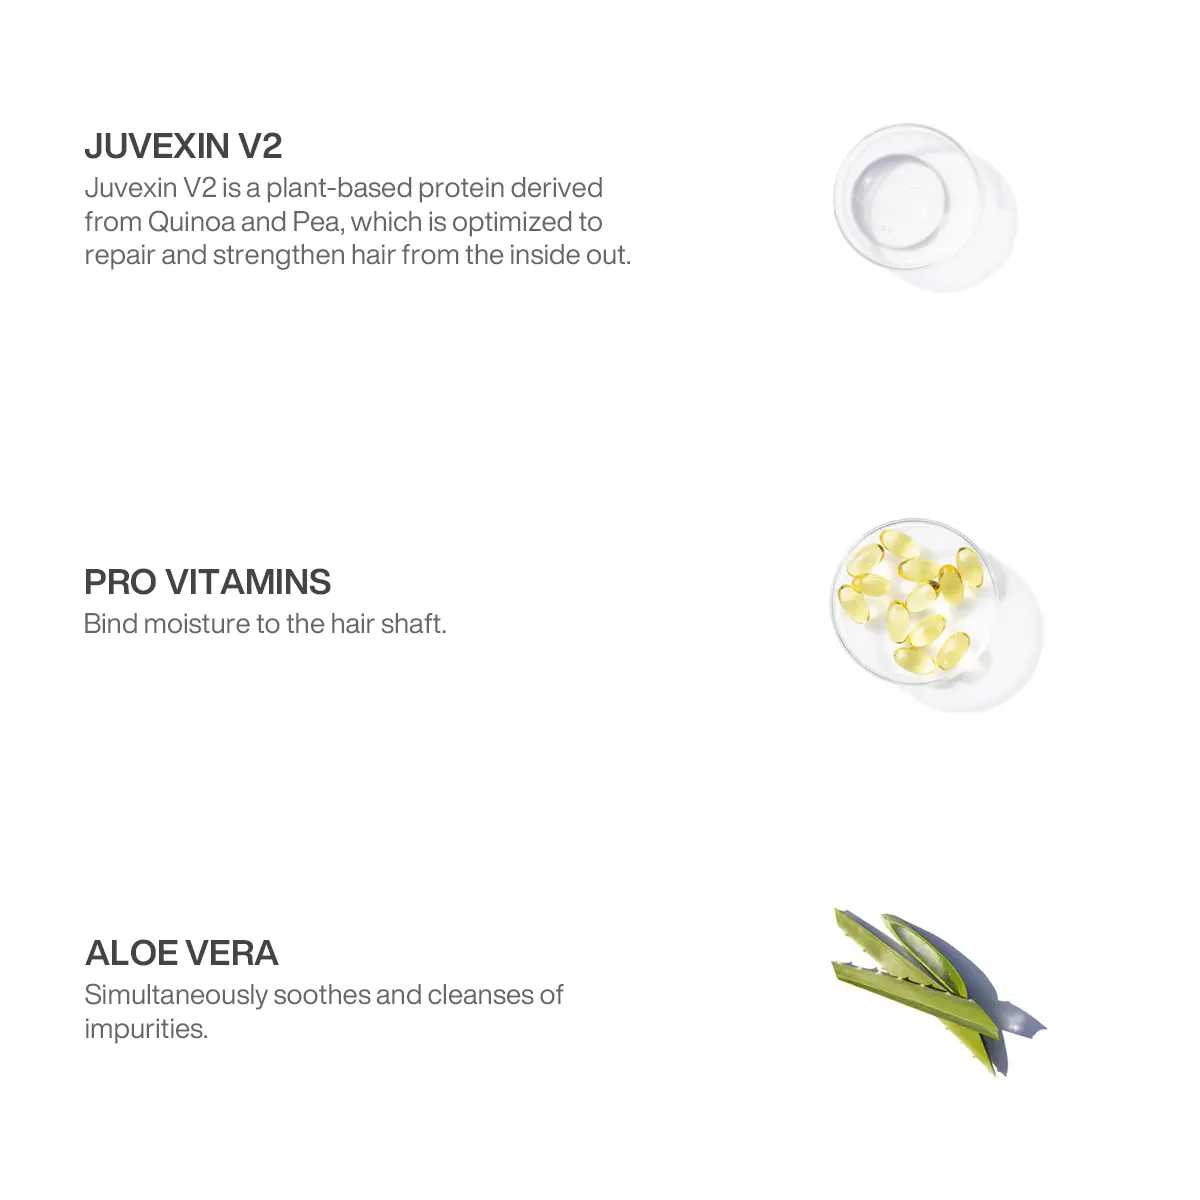 JUVEXIN V2
Juvexin V2 is a plant-based protein derived
from Quinoa and Pea, which is optimized to
repair and strengthen hair from the inside out.
PRO VITAMINS
Bind moisture to the hair shaft.
ALOE VERA
Simultaneously soothes and cleanses of
impurities.